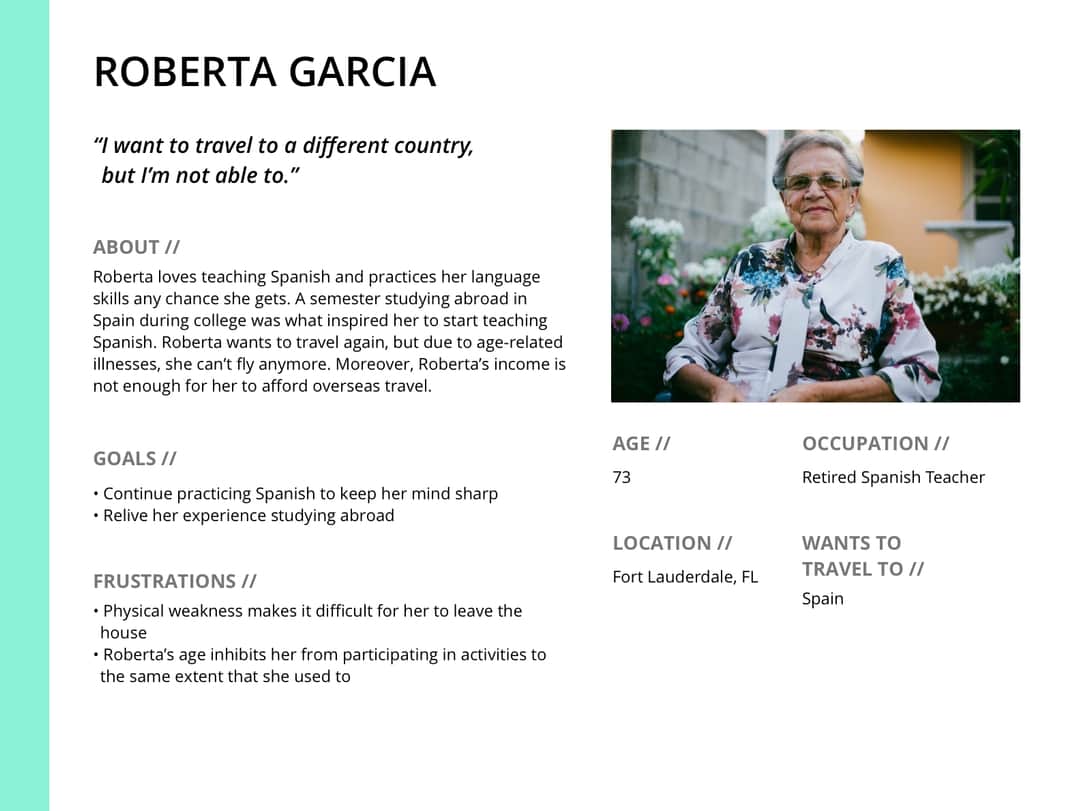 ROBERTA GARCIA
“I want to travel to a different country,
but I’m not able to.”
ABOUT //
Roberta loves teaching Spanish and practices her language
skills any chance she gets. A semester studying abroad in
Spain during college was what inspired her to start teaching
Spanish. Roberta wants to travel again, but due to age-related
illnesses, she can’t fly anymore. Moreover, Roberta’s income is
not enough for her to afford overseas travel.
GOALS //
• Continue practicing Spanish to keep her mind sharp
• Relive her experience studying abroad
FRUSTRATIONS //
• Physical weakness makes it difficult for her to leave the
house
• Roberta’s age inhibits her from participating in activities to
the same extent that she used to
AGE //
73
OCCUPATION //
Retired Spanish Teacher
LOCATION //
Fort Lauderdale, FL
WANTS TO
TRAVEL TO //
Spain